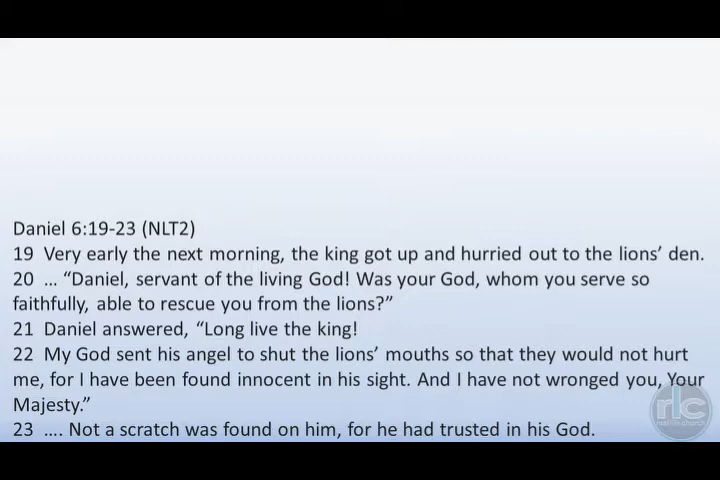 Daniel 6:19-23 (NLT2)
19  Very early the next morning, the king got up and hurried out to the lions’ den.
20  … “Daniel, servant of the living God! Was your God, whom you serve so
faithfully, able to rescue you from the lions?”
21  Daniel answered, “Long live the king!
22  My God sent his angel to shut the lions’ mouths so that they would not hurt
me, for I have been found innocent in his sight. And I have not wronged you, Your
Majesty.”
23  …. Not a scratch was found on him, for he had trusted in his God.
rlc